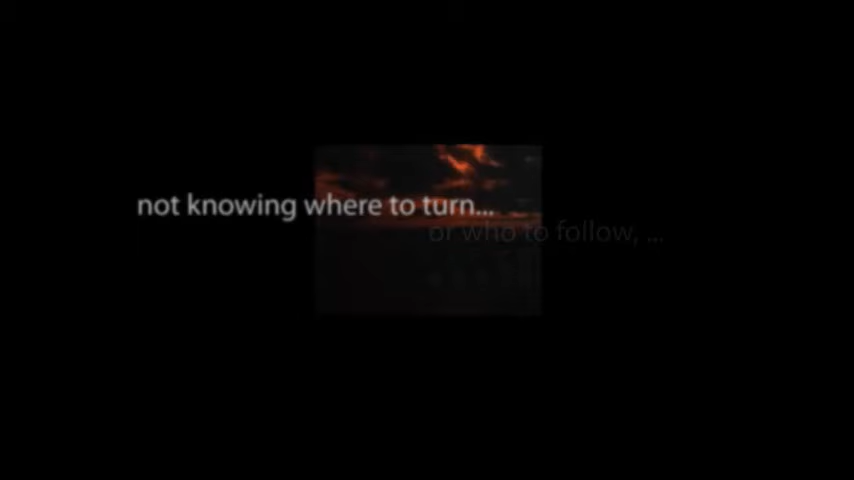 not knowing where to turn...
or who to follow, ...